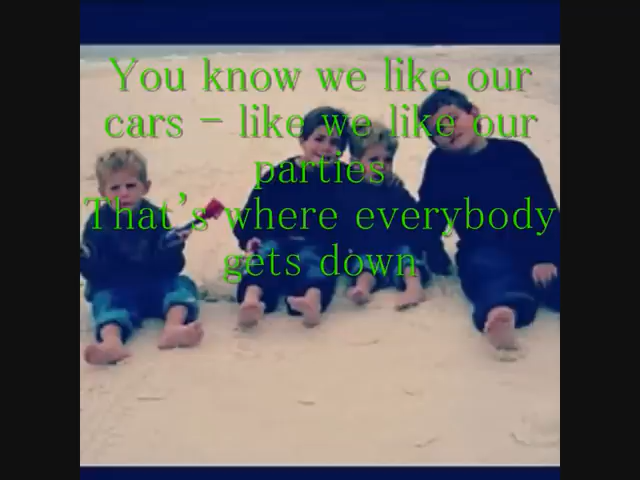 You know we like our
cars - like we like our
parties
That's where everybody
gets down